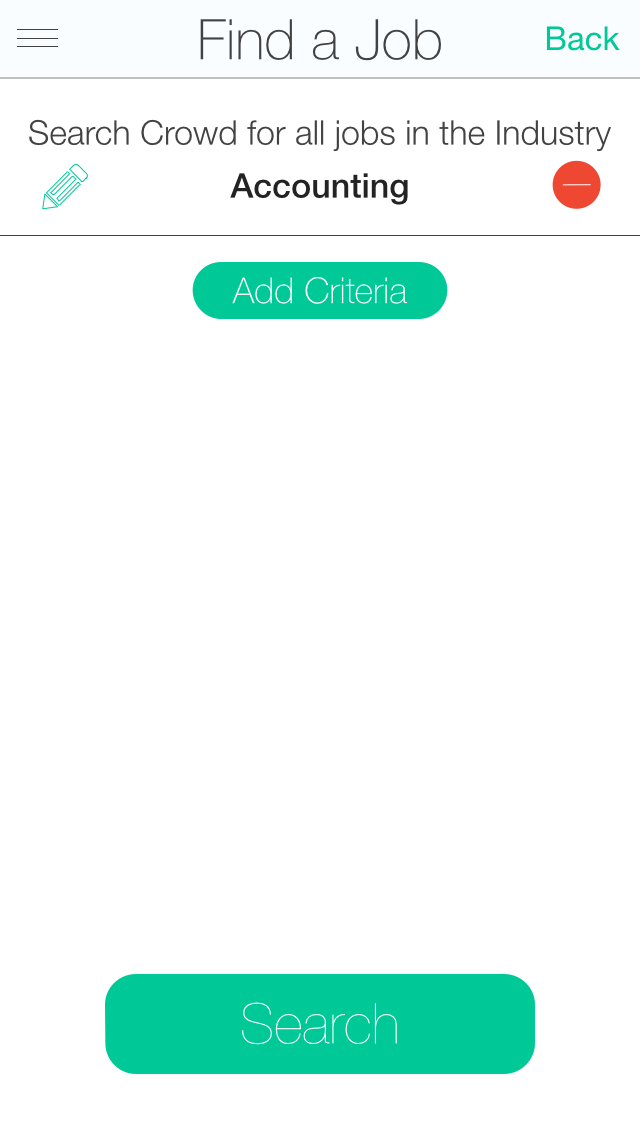 Find a Job
Back
Search Crowd for all jobs in the Industry
Accounting
Add Criteria
Search